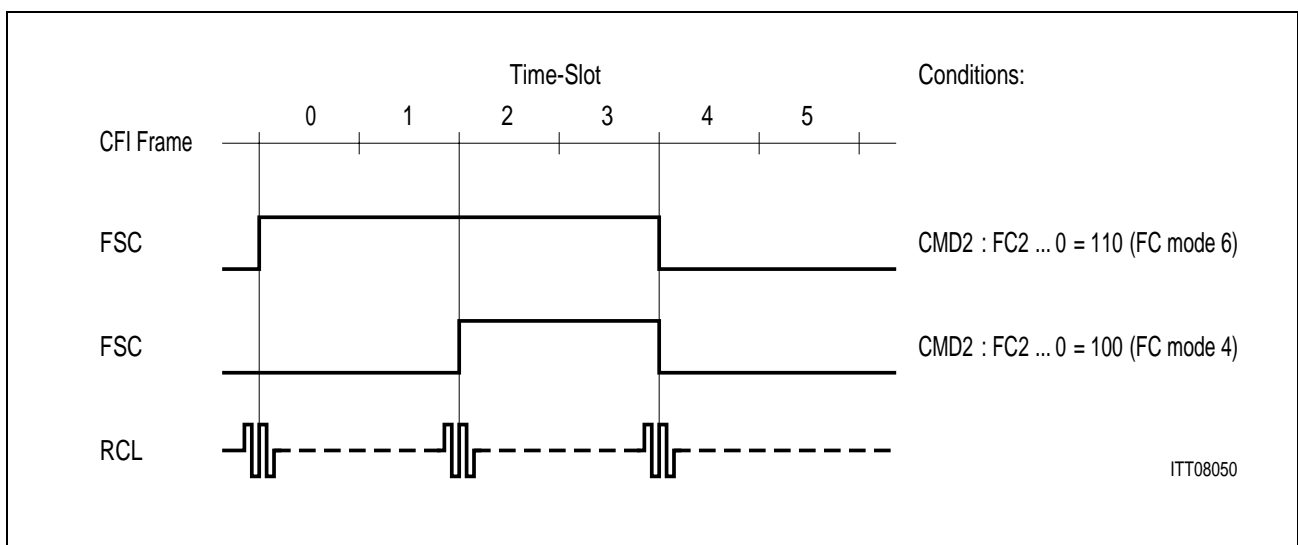 Time-Slot Conditions:
0 1 2 3 4 5
CFI Frame
FSC CMD2 : FC2 ... 0 = 110 (FC mode 6)
FSC CMD2 : FC2 ... 0 = 100 (FC mode 4)
RCL
ITT08050